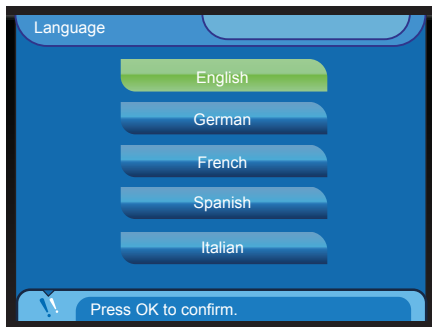 Language
English
German
French
Spanish
Italian
Press OK to confirm.